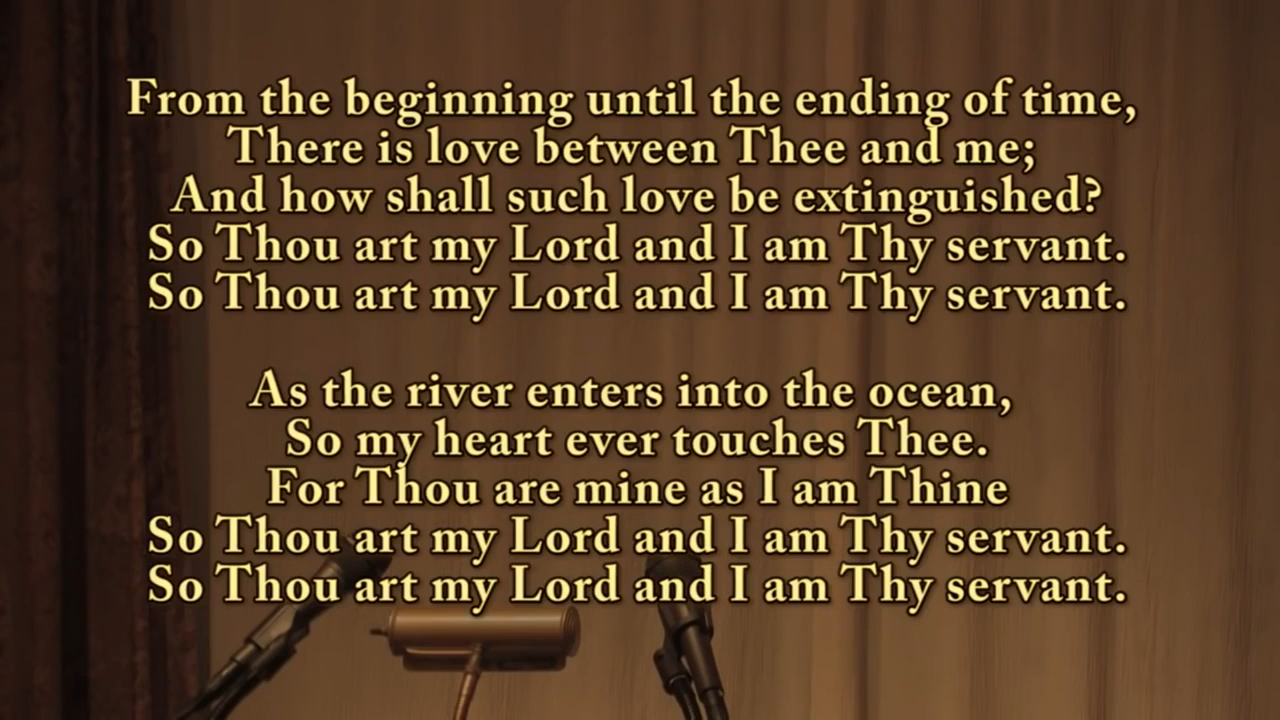 From the beginning until the ending of time,
There is love between Thee and me;
And how shall such love be extinguished?
So Thou art my Lord and I am Thy servant.
So Thou art my Lord and I am Thy servant.
As the river enters into the ocean,
So my heart ever touches Thee.
For Thou are mine as I am Thine
So Thou art my Lord and I am Thy servant.
So Thou art my Lord and I am Thy servant.